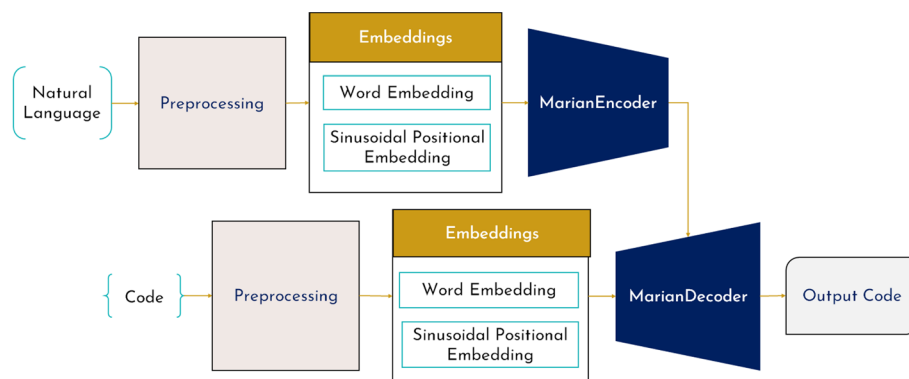 Embeddings
Natural
Language
Preprocessing
Word Embedding
Sinusoidal Positional
Embedding
MarianEncoder
Embeddings
{ Code }
Preprocessing
Word Embedding
Sinusoidal Positional
Embedding
MarianDecoder
Output Code